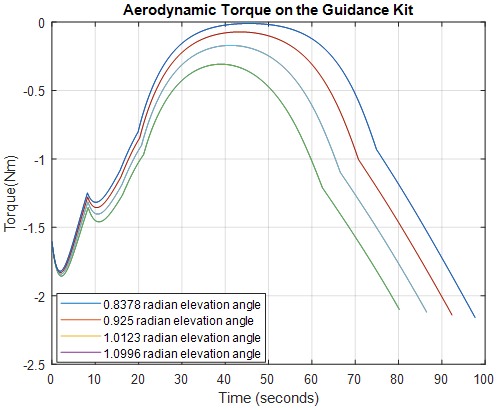 Aerodynamic Torque on the Guidance Kit
0
-0.5
-1
-1.5
-2
-2.5
Torque(Nm)
0.8378 radian elevation angle
0.925 radian elevation angle
1.0123 radian elevation angle
1.0996 radian elevation angle
0 10 20 30 40 50 60 70 80 90 100
Time (seconds)